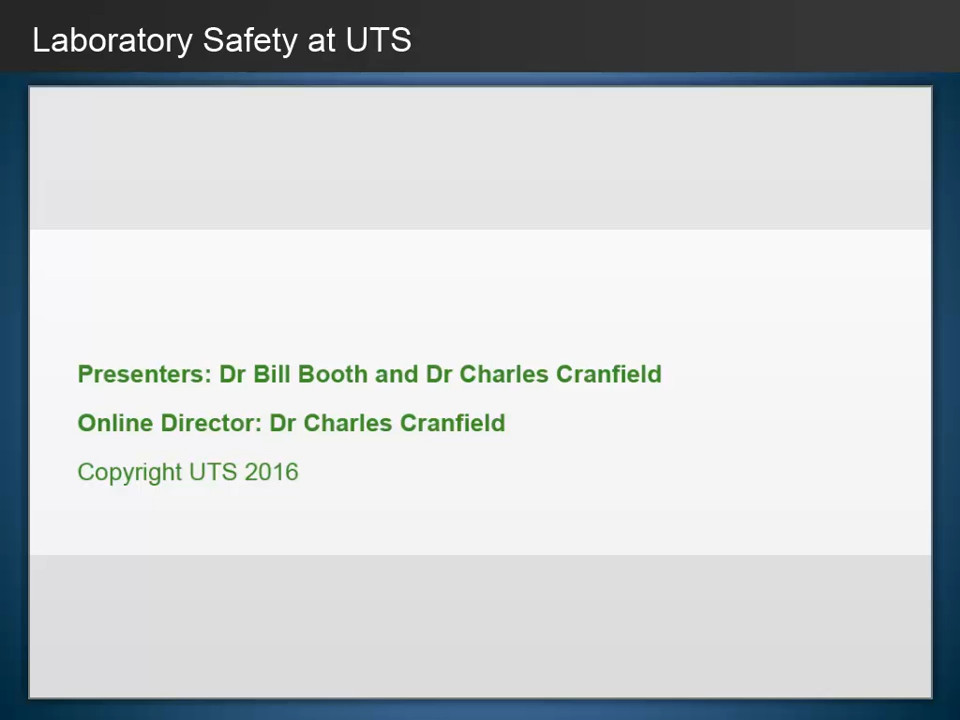 Laboratory Safety at UTS
Presenters: Dr Bill Booth and Dr Charles Cranfield
Online Director: Dr Charles Cranfield
Copyright UTS 2016